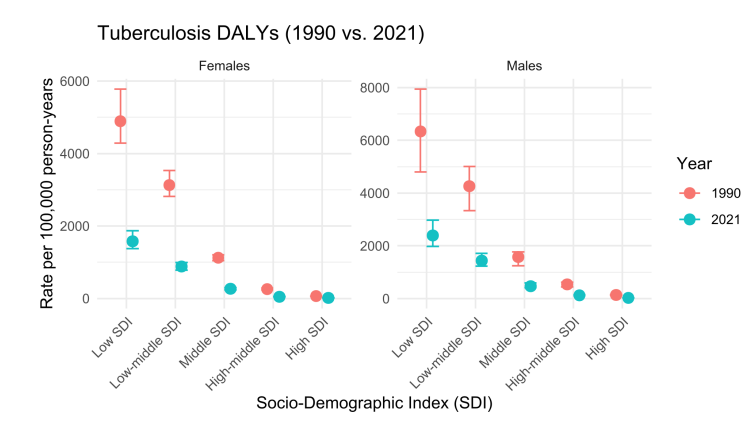 Tuberculosis DALYs (1990 vs. 2021)
Females
Males
Rate per 100,000 person-years
6000
4000
2000
0
8000
6000
4000
2000
0
Low SDI
Low-middle SDI
Middle SDI
High-middle SDI
High SDI
Low SDI
Low-middle SDI
Middle SDI
High-middle SDI
High SDI
Socio-Demographic Index (SDI)
Year
1990
2021